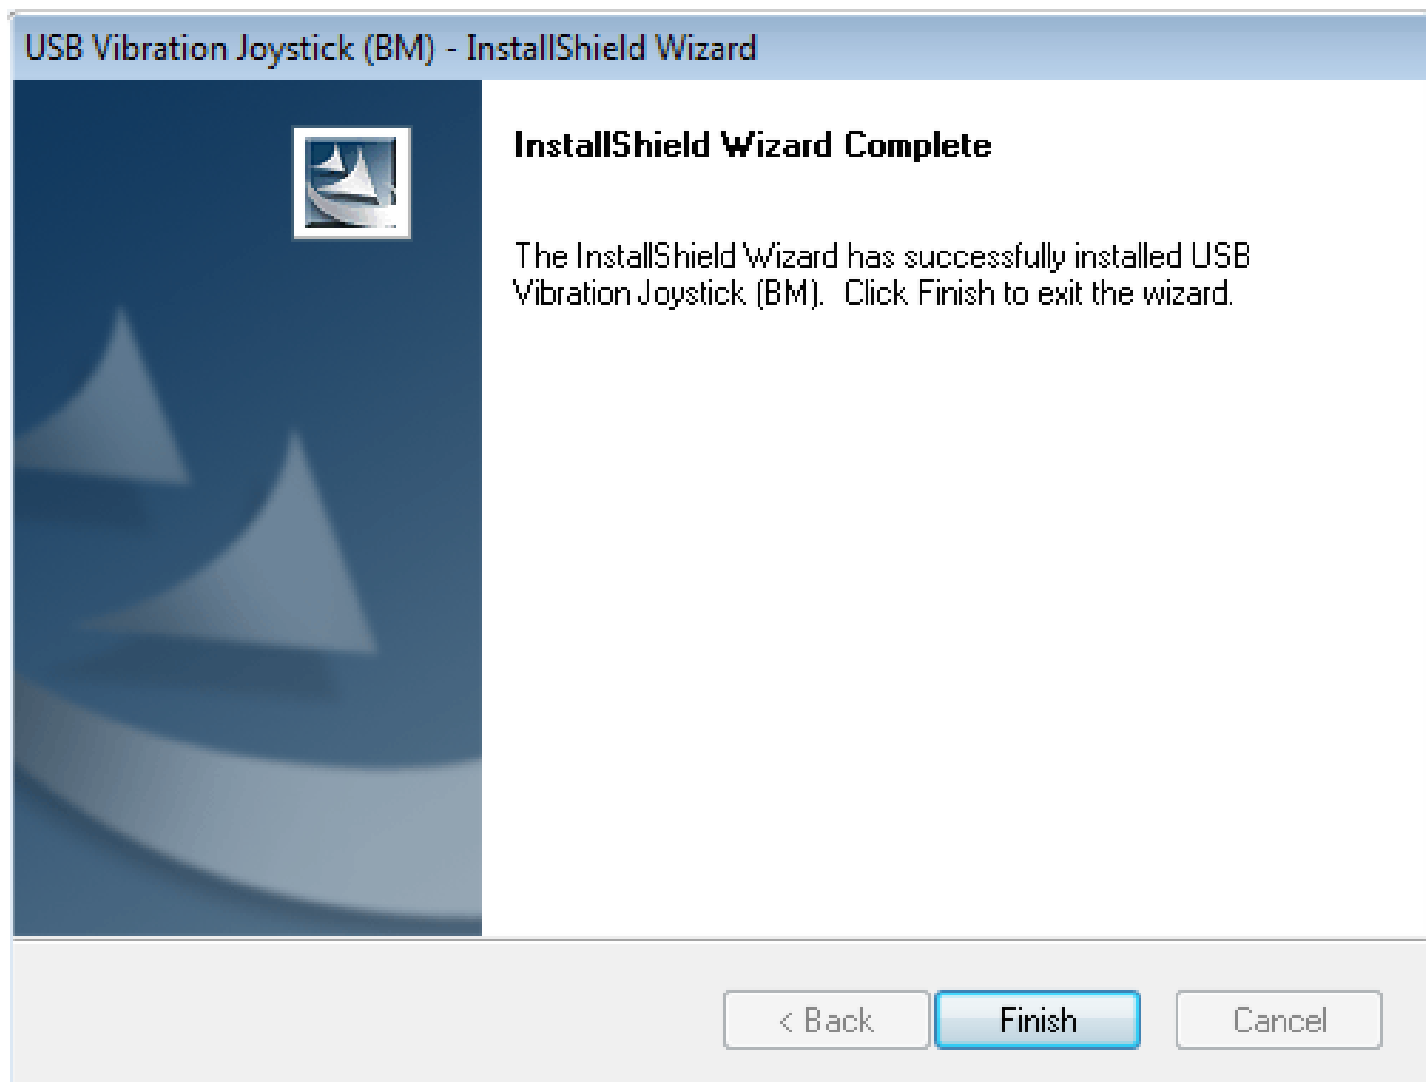 USB Vibration Joystick (BM) - InstallShield Wizard
InstallShield Wizard Complete
The InstallShield Wizard has successfully installed USB
Vibration Joystick (BM).  Click Finish to exit the wizard.
< Back
Finish
Cancel